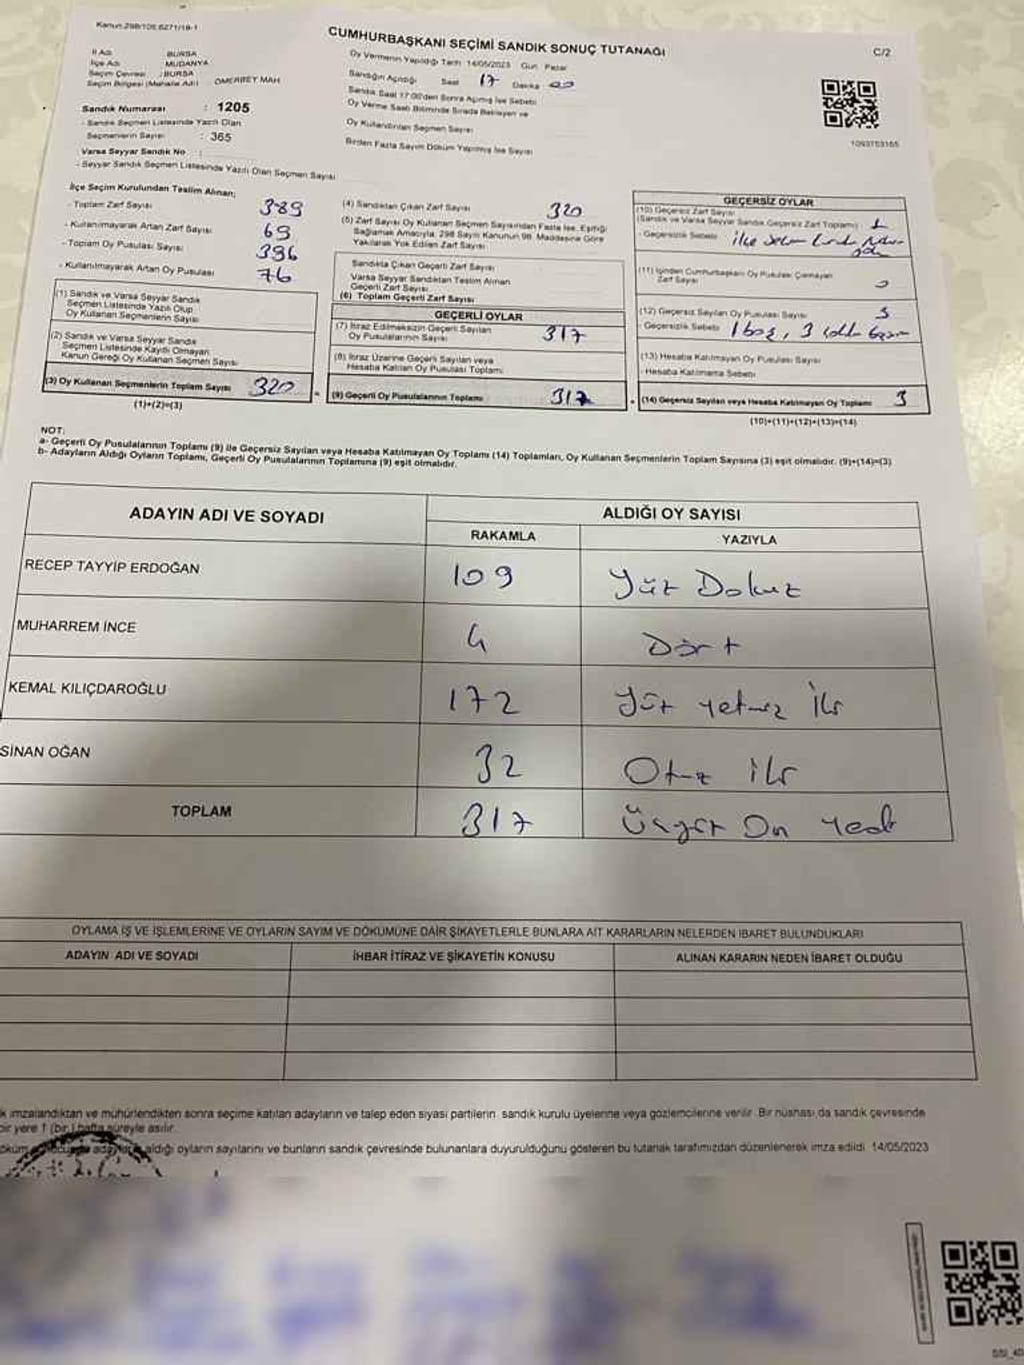 Kanun:298/105;6271/19-1
CUMHURBAŞKANI SEÇİMİ SANDIK SONUÇ TUTANAĞI
C/2
İl Adı : BURSA
İlçe Adı : MUDANYA
Seçim Çevresi : BURSA
Seçim Bölgesi (Mahalle Adı) : ÖMERBEY MAH
Sandık Numarası : 1205
- Sandık Seçmen Listesinde Yazılı Olan
Seçmenlerin Sayısı : 365
Varsa Seyyar Sandık No :
- Seyyar Sandık Seçmen Listesinde Yazılı Olan Seçmen Sayısı
Oy Vermenin Yapıldığı Tarih: 14/05/2023 Gün: Pazar
Sandığın Açıldığı Saat 17 Dakika 00
Sandık Saat 17:00'den Sonra Açılmış İse Sebebi
Oy Verme Saati Bitiminde Sırada Bekleyen ve
Oy Kullandırılan Seçmen Sayısı
Birden Fazla Sayım Döküm Yapılmış İse Sayısı
1093753165
İlçe Seçim Kurulundan Teslim Alınan;
- Toplam Zarf Sayısı 389
- Kullanılmayarak Artan Zarf Sayısı 69
- Toplam Oy Pusulası Sayısı 396
- Kullanılmayarak Artan Oy Pusulası 76
(1) Sandık ve Varsa Seyyar Sandık
Seçmen Listesinde Yazılı Olup
Oy Kullanan Seçmenlerin Sayısı
(2) Sandık ve Varsa Seyyar Sandık
Seçmen Listesinde Kayıtlı Olmayan
Kanun Gereği Oy Kullanan Seçmen Sayısı
(3) Oy Kullanan Seçmenlerin Toplam Sayısı 320
(1)+(2)=(3)
(4) Sandıktan Çıkan Zarf Sayısı 320
(5) Zarf Sayısı Oy Kullanan Seçmen Sayısından Fazla İse, Eşitliği
Sağlamak Amacıyla, 298 Sayılı Kanunun 98. Maddesine Göre
Yakılarak Yok Edilen Zarf Sayısı
Sandıkta Çıkan Geçerli Zarf Sayısı
Varsa Seyyar Sandıktan Teslim Alınan
Geçerli Zarf Sayısı
(6) Toplam Geçerli Zarf Sayısı
GEÇERLİ OYLAR
(7) İtiraz Edilmeksizin Geçerli Sayılan
Oy Pusulalarının Sayısı 317
(8) İtiraz Üzerine Geçerli Sayılan veya
Hesaba Katılan Oy Pusulası Toplamı
(9) Geçerli Oy Pusulalarının Toplamı 317
GEÇERSİZ OYLAR
(10) Geçersiz Zarf Sayısı
(Sandık ve Varsa Seyyar Sandık Geçersiz Zarf Toplamı) 1
- Geçersizlik Sebebi
(11) İçinden Cumhurbaşkanı Oy Pusulası Çıkmayan
Zarf Sayısı
(12) Geçersiz Sayılan Oy Pusulası Sayısı 3
- Geçersizlik Sebebi 1 boş, 3
(13) Hesaba Katılmayan Oy Pusulası Sayısı
- Hesaba Katılmama Sebebi
(14) Geçersiz Sayılan veya Hesaba Katılmayan Oy Toplamı 3
(10)+(11)+(12)+(13)=(14)
NOT:
a- Geçerli Oy Pusulalarının Toplamı (9) ile Geçersiz Sayılan veya Hesaba Katılmayan Oy Toplamı (14) Toplamları, Oy Kullanan Seçmenlerin Toplam Sayısına (3) eşit olmalıdır. (9)+(14)=(3)
b- Adayların Aldığı Oyların Toplamı, Geçerli Oy Pusulalarının Toplamına (9) eşit olmalıdır.
ADAYIN ADI VE SOYADI
ALDIĞI OY SAYISI
RAKAMLA YAZIYLA
RECEP TAYYİP ERDOĞAN 109 Yüz Dokuz
MUHARREM İNCE 4 Dört
KEMAL KILIÇDAROĞLU 172 Yüz yetmiz iki
SİNAN OĞAN 32 Otuz iki
TOPLAM 317 Üçyüz On Yedi
OYLAMA İŞ VE İŞLEMLERİNE VE OYLARIN SAYIM VE DÖKÜMÜNE DAİR ŞİKAYETLERLE BUNLARA AİT KARARLARIN NELERDEN İBARET BULUNDUKLARI
ADAYIN ADI VE SOYADI İHBAR İTİRAZ VE ŞİKAYETİN KONUSU ALINAN KARARIN NEDEN İBARET OLDUĞU
k imzalandıktan ve mühürlendikten sonra seçime katılan adayların ve talep eden siyasi partilerin sandık kurulu üyelerine veya gözlemcilerine verilir. Bir nüshası da sandık çevresinde
bir yere 1 (bir) hafta süreyle asılır.
aldığı oyların sayılarını ve bunların sandık çevresinde bulunanlara duyurulduğunu gösteren bu tutanak tarafımızdan düzenlenerek imza edildi. 14/05/2023